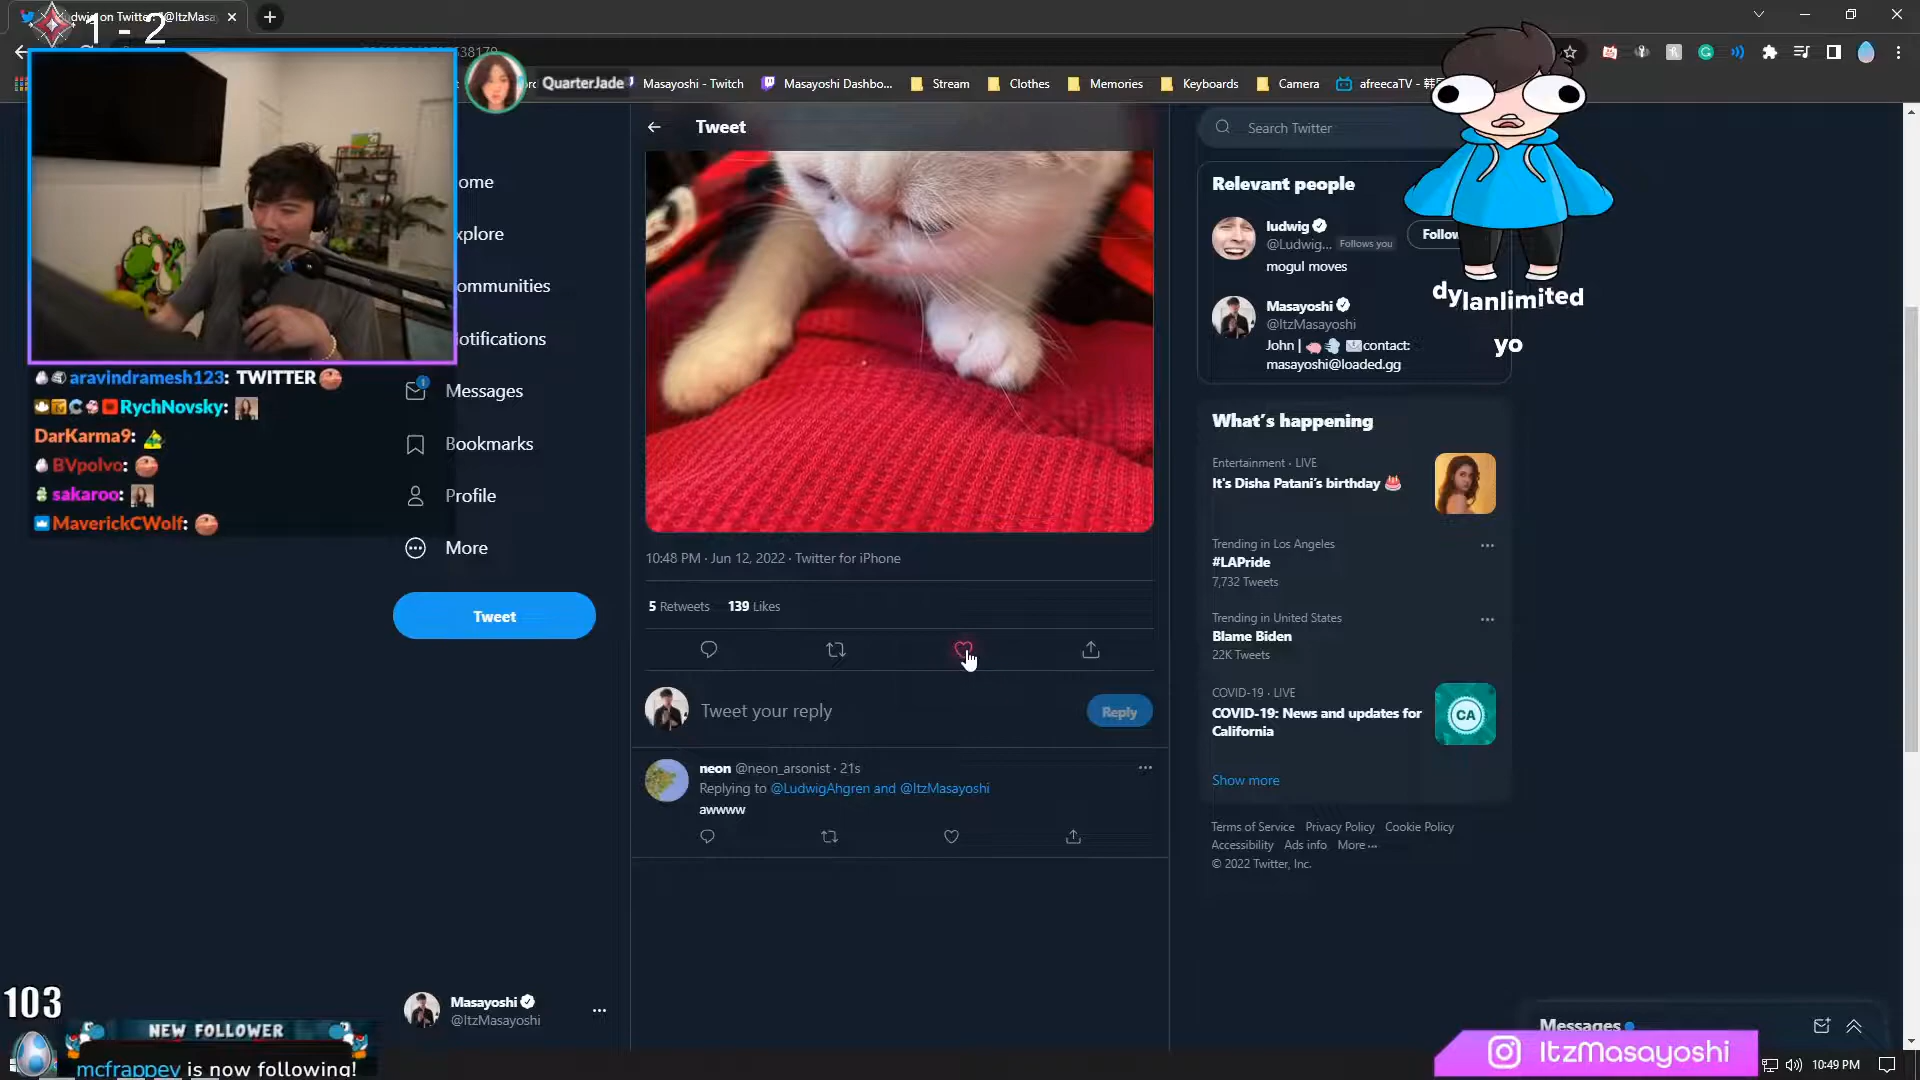 dwig on Twitter: "@ItzMasa
1 - 2
38179
QuarterJade
Masayoshi - Twitch
Masayoshi Dashbo...
Stream
Clothes
Memories
Keyboards
Camera
afreecaTV - 韩
Tweet
Search Twitter
ome
xplore
ommunities
otifications
Messages
1
Bookmarks
Profile
More
Tweet
aravindramesh123: TWITTER
RychNovsky:
DarKarma9:
BVpolvo:
sakaroo:
MaverickCWolf:
10:48 PM · Jun 12, 2022 · Twitter for iPhone
5 Retweets 139 Likes
Tweet your reply
Reply
neon @neon_arsonist · 21s
Replying to @LudwigAhgren and @ItzMasayoshi
awwww
Relevant people
ludwig
@Ludwig... Follows you
Follow
mogul moves
Masayoshi
@ItzMasayoshi
John | contact:
masayoshi@loaded.gg
dylanlimited
yo
What's happening
Entertainment · LIVE
It's Disha Patani's birthday
Trending in Los Angeles
#LAPride
7,732 Tweets
Trending in United States
Blame Biden
22K Tweets
COVID-19 · LIVE
COVID-19: News and updates for
California
CA
Show more
Terms of Service Privacy Policy Cookie Policy
Accessibility Ads info More ···
© 2022 Twitter, Inc.
103
NEW FOLLOWER
mcfrappey is now following!
Masayoshi
@ItzMasayoshi
Messages
ItzMasayoshi
10:49 PM